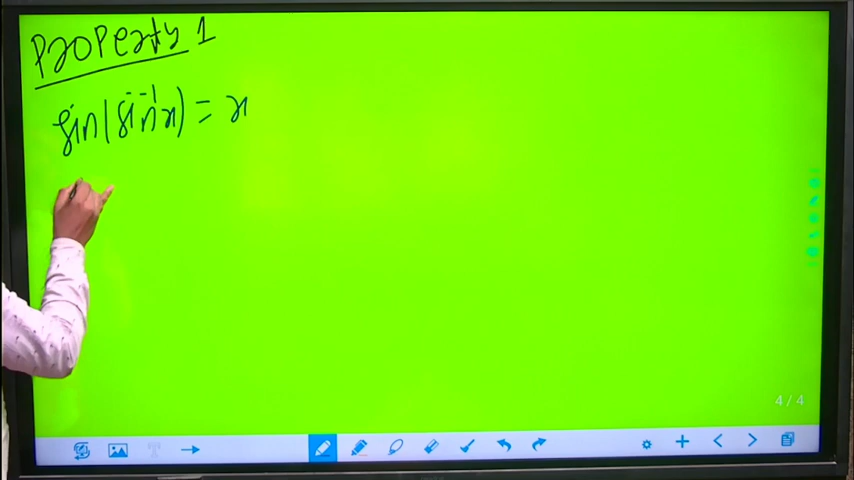 Property 1
sin(sin⁻¹x) = x
4 / 4